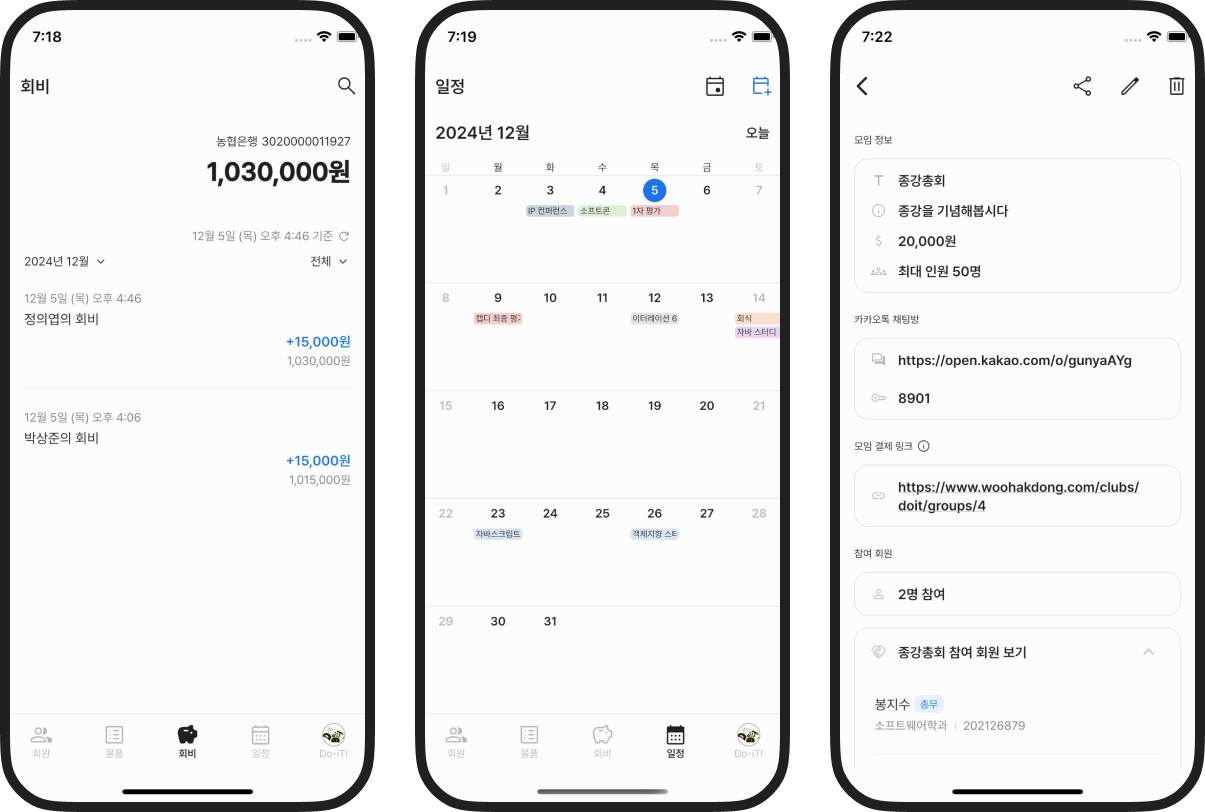 7:18
회비
농협은행 3020000011927
1,030,000원
12월 5일 (목) 오후 4:46 기준
2024년 12월 전체
12월 5일 (목) 오후 4:46
정의엽의 회비
+15,000원
1,030,000원
12월 5일 (목) 오후 4:06
박상준의 회비
+15,000원
1,015,000원
회원 물품 회비 일정 Do-iT!
7:19
일정
2024년 12월 오늘
일 월 화 수 목 금 토
1 2 3 4 5 6 7
IP 컨퍼런스 소프트콘 1차 평가
8 9 10 11 12 13 14
캡디 최종 평가 이터레이션 6 회식
자바 스터디
15 16 17 18 19 20 21
22 23 24 25 26 27 28
자바스크립트 객체지향 스터
29 30 31
회원 물품 회비 일정 Do-iT!
7:22
모임 정보
종강총회
종강을 기념해봅시다
20,000원
최대 인원 50명
카카오톡 채팅방
https://open.kakao.com/o/gunyaAYg
8901
모임 결제 링크
https://www.woohakdong.com/clubs/
doit/groups/4
참여 회원
2명 참여
종강총회 참여 회원 보기
봉지수 총무
소프트웨어학과 | 202126879